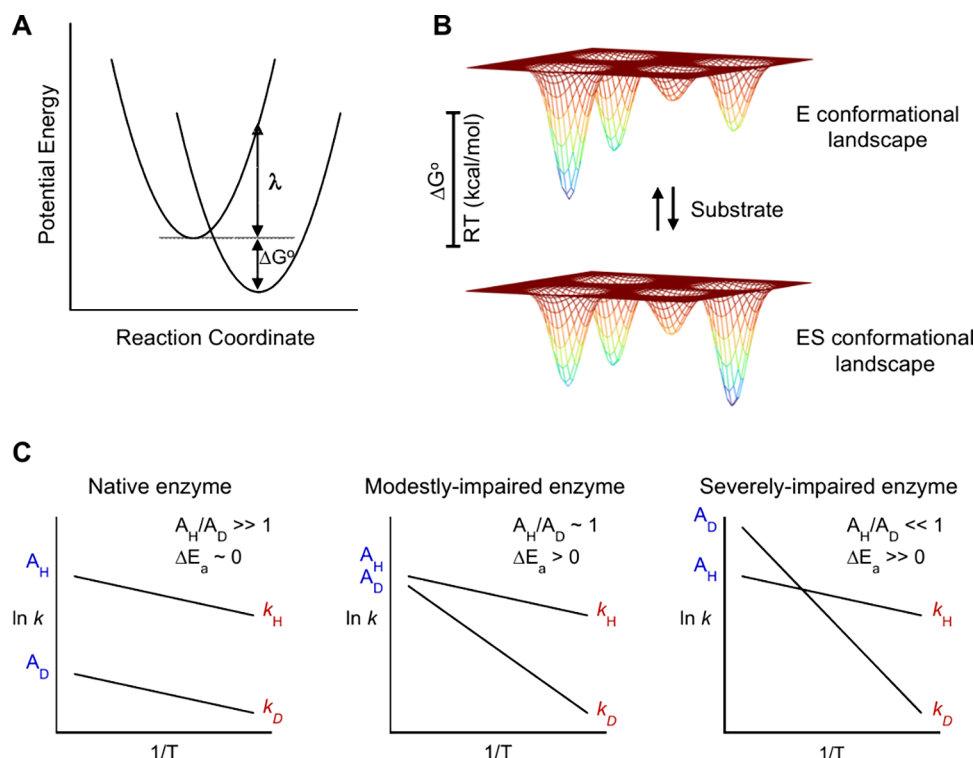 A
Potential Energy
λ
ΔGº
Reaction Coordinate
B
E conformational
landscape
ΔGº
RT (kcal/mol)
Substrate
ES conformational
landscape
C
Native enzyme
A_H/A_D >> 1
ΔE_a ~ 0
A_H
ln k
A_D
k_H
k_D
1/T
Modestly-impaired enzyme
A_H/A_D ~ 1
ΔE_a > 0
A_H
A_D
ln k
k_H
k_D
1/T
Severely-impaired enzyme
A_D
A_H/A_D << 1
ΔE_a >> 0
A_H
ln k
k_H
k_D
1/T